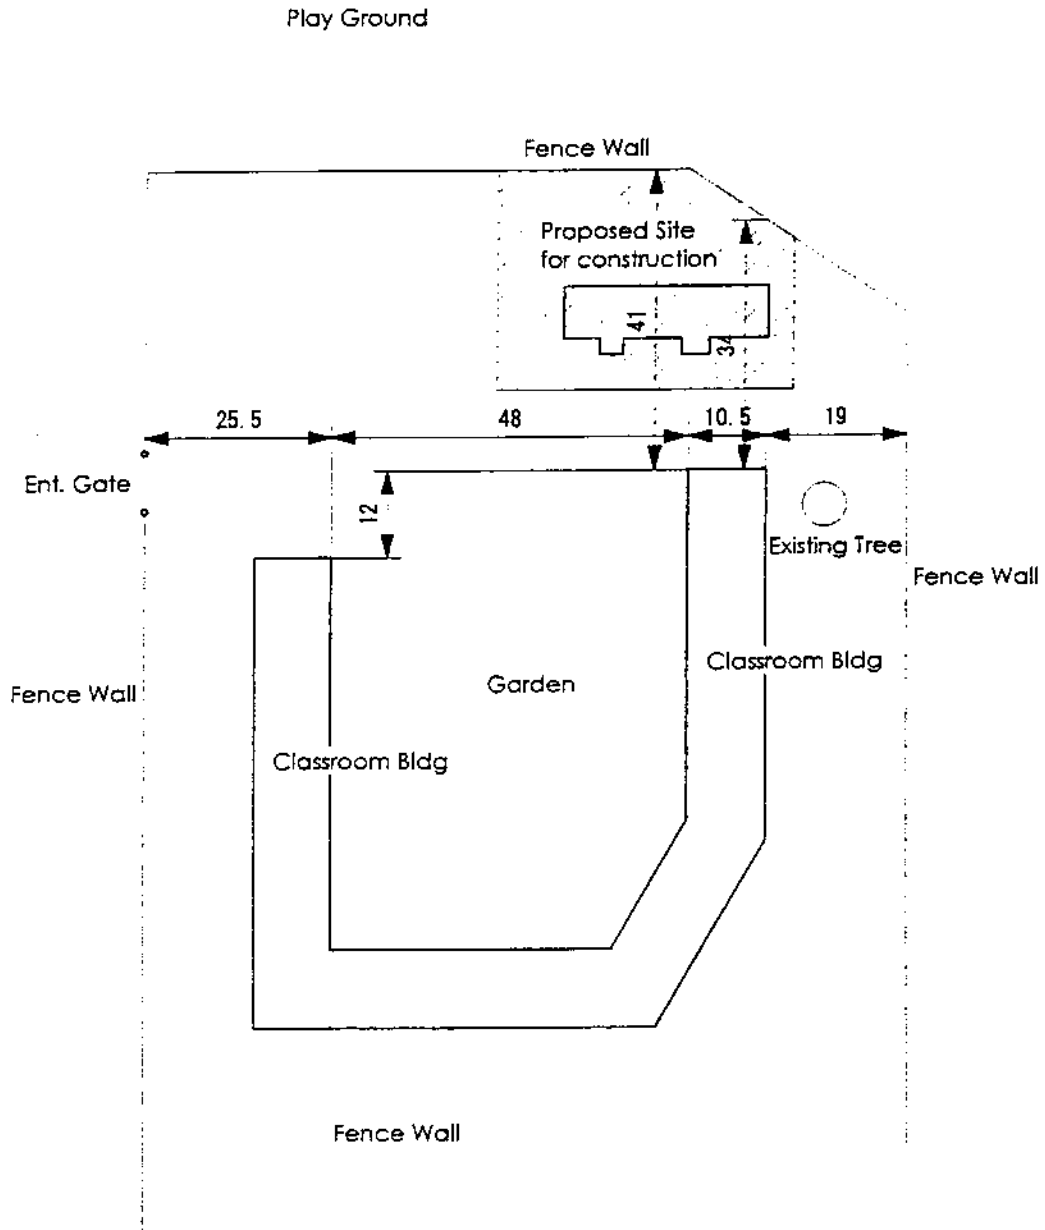 Play Ground
Fence Wall
Proposed Site
for construction
41
34
25.5
48
10.5
19
Ent. Gate
12
Existing Tree
Fence Wall
Classroom Bldg
Garden
Fence Wall
Classroom Bldg
Fence Wall